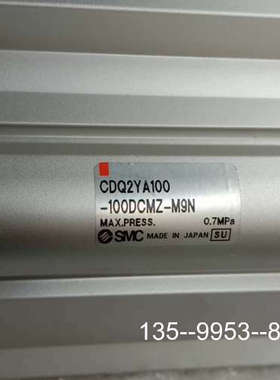 CDQ2YA100
-100DCMZ-M9N
MAX.PRESS. 0.7MPa
SMC MADE IN JAPAN SU
135--9953--8